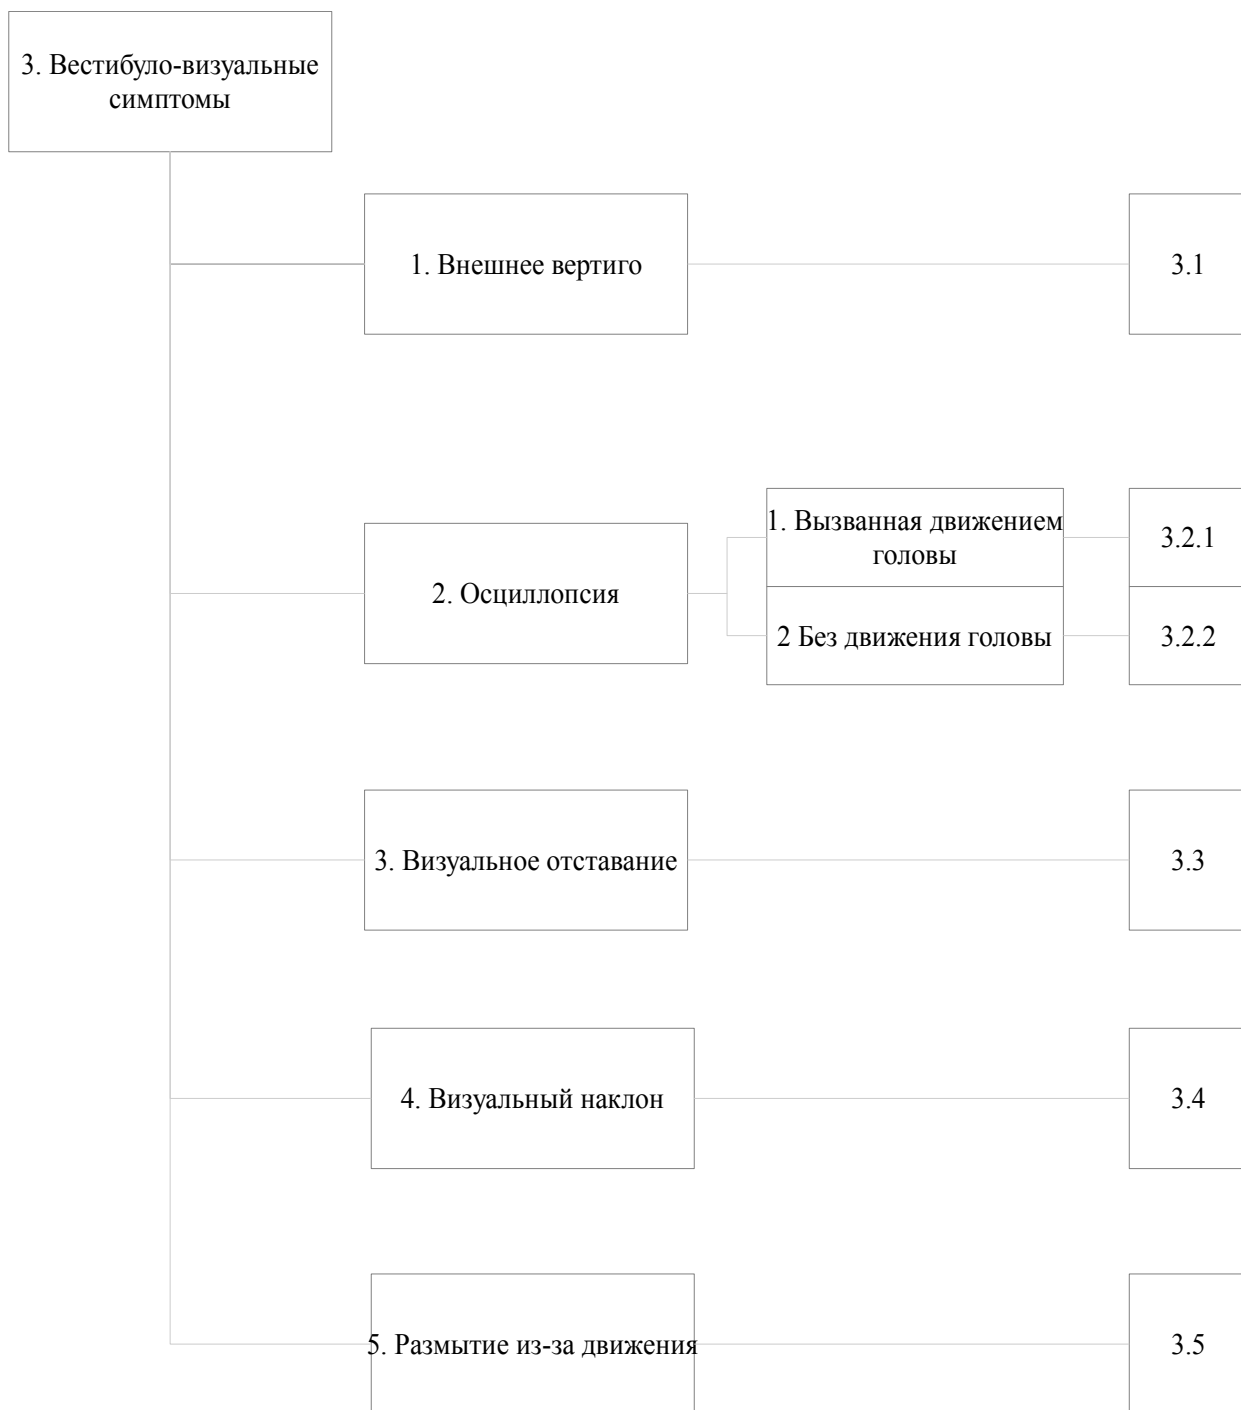 3. Вестибуло-визуальные
симптомы
1. Внешнее вертиго
3.1
2. Осциллопсия
1. Вызванная движением
головы
3.2.1
2 Без движения головы
3.2.2
3. Визуальное отставание
3.3
4. Визуальный наклон
3.4
5. Размытие из-за движения
3.5